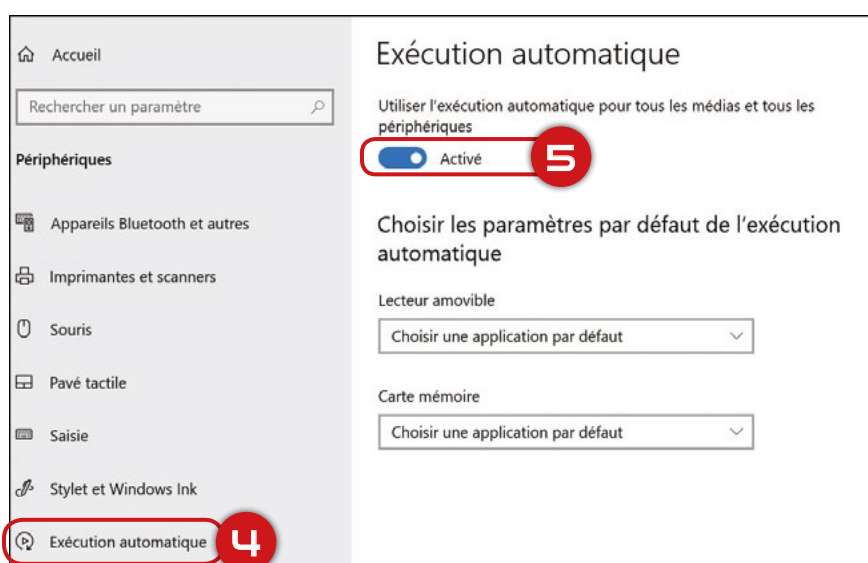 Accueil
Rechercher un paramètre
Périphériques
Appareils Bluetooth et autres
Imprimantes et scanners
Souris
Pavé tactile
Saisie
Stylet et Windows Ink
Exécution automatique
4
Exécution automatique
Utiliser l'exécution automatique pour tous les médias et tous les
périphériques
Activé
5
Choisir les paramètres par défaut de l'exécution
automatique
Lecteur amovible
Choisir une application par défaut
Carte mémoire
Choisir une application par défaut